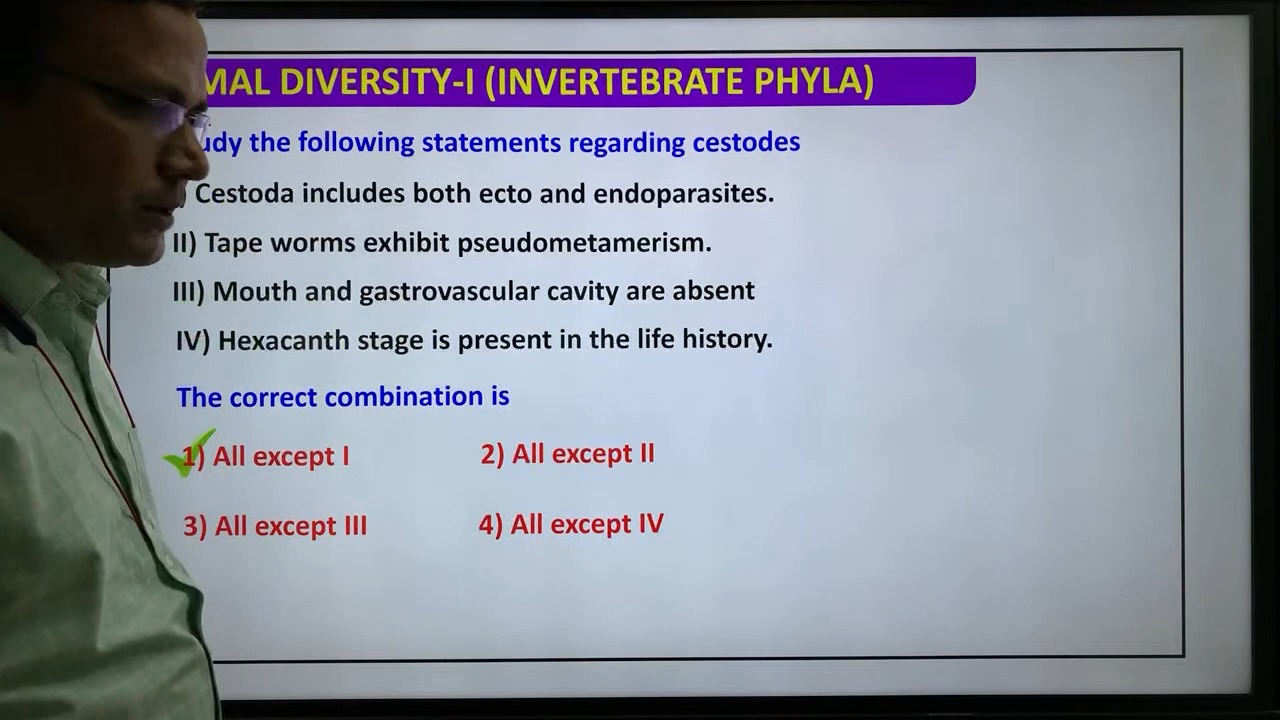 MAL DIVERSITY-I (INVERTEBRATE PHYLA)
udy the following statements regarding cestodes
) Cestoda includes both ecto and endoparasites.
II) Tape worms exhibit pseudometamerism.
III) Mouth and gastrovascular cavity are absent
IV) Hexacanth stage is present in the life history.
The correct combination is
1) All except I 2) All except II
3) All except III 4) All except IV